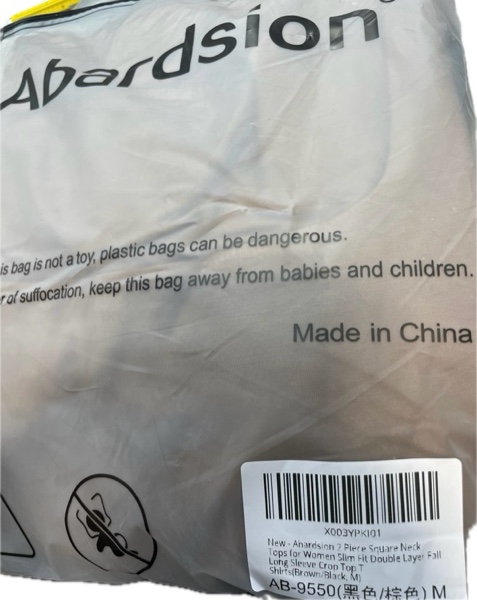 Abardsion
is bag is not a toy, plastic bags can be dangerous.
r of suffocation, keep this bag away from babies and children.
Made in China
X003YPKI01
New - Abardsion 2 Piece Square Neck
Tops for Women Slim Fit Double Layer Fall
Long Sleeve Crop Top T
Shirts(Brown/Black, M)
AB-9550(黑色/棕色) M